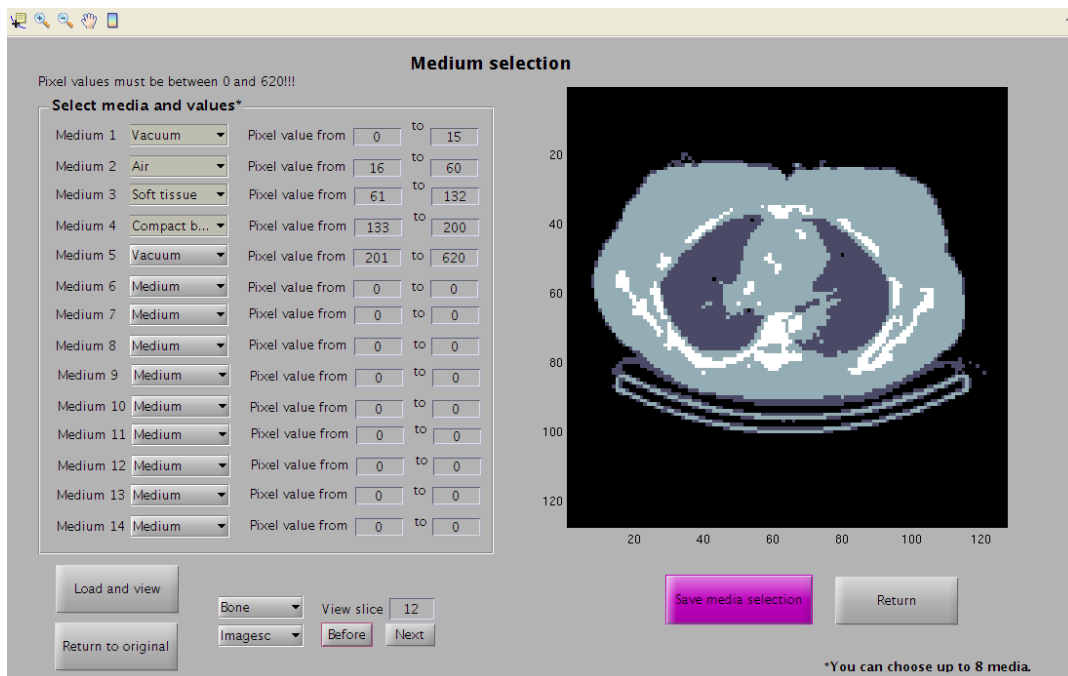 Medium selection
Pixel values must be between 0 and 620!!!
Select media and values*
Medium 1 Vacuum Pixel value from 0 to 15
Medium 2 Air Pixel value from 16 to 60
Medium 3 Soft tissue Pixel value from 61 to 132
Medium 4 Compact b... Pixel value from 133 to 200
Medium 5 Vacuum Pixel value from 201 to 620
Medium 6 Medium Pixel value from 0 to 0
Medium 7 Medium Pixel value from 0 to 0
Medium 8 Medium Pixel value from 0 to 0
Medium 9 Medium Pixel value from 0 to 0
Medium 10 Medium Pixel value from 0 to 0
Medium 11 Medium Pixel value from 0 to 0
Medium 12 Medium Pixel value from 0 to 0
Medium 13 Medium Pixel value from 0 to 0
Medium 14 Medium Pixel value from 0 to 0
20
40
60
80
100
120
20 40 60 80 100 120
Load and view
Return to original
Bone View slice 12
Imagesc Before Next
Save media selection Return
*You can choose up to 8 media.